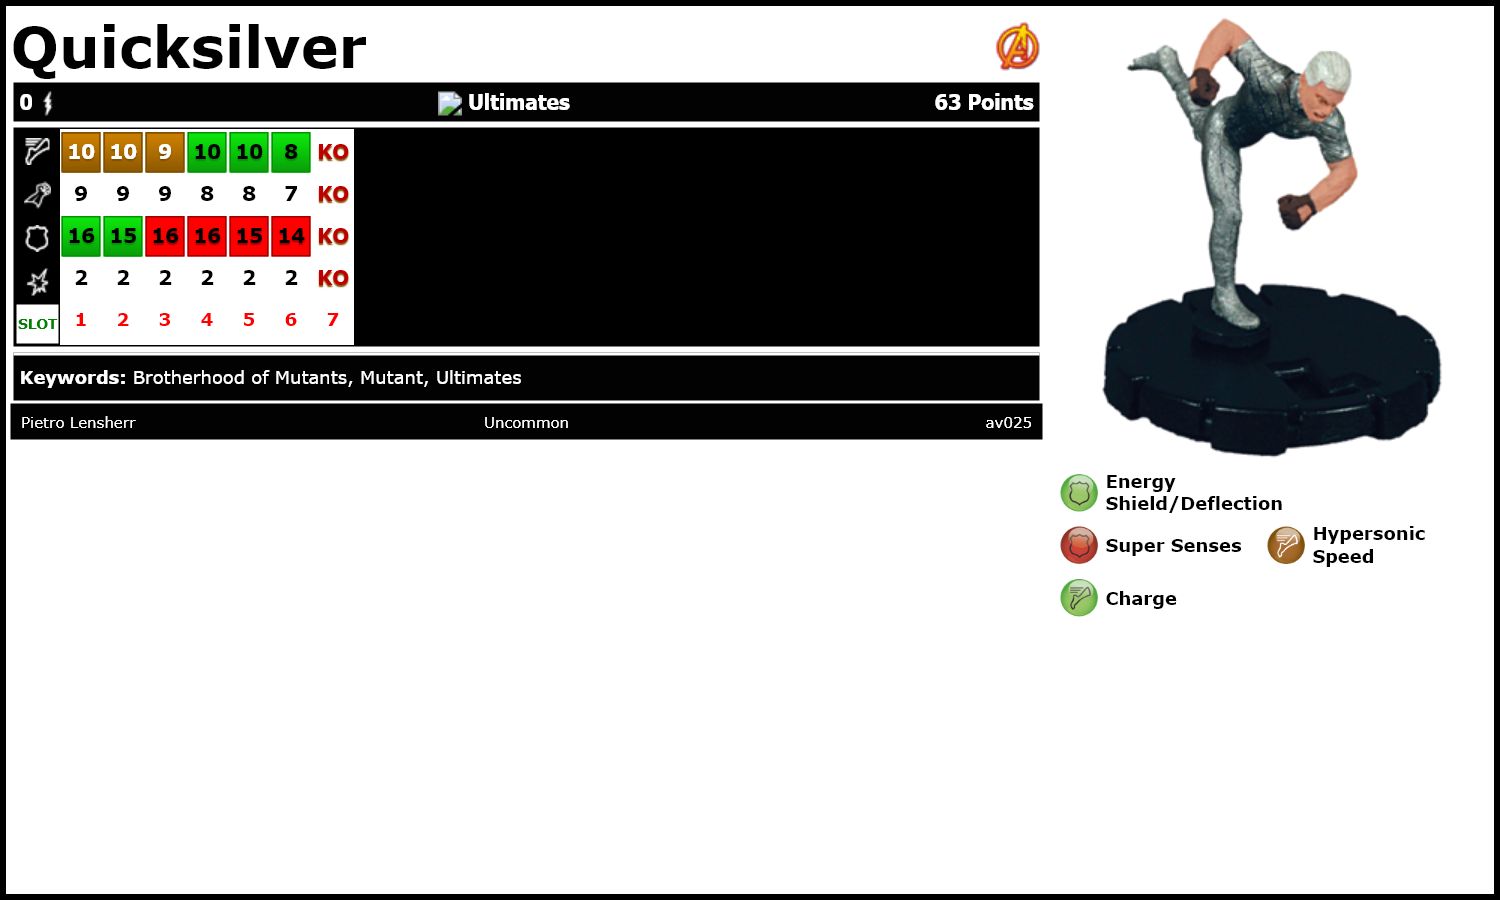 Quicksilver
0 Ultimates 63 Points
10 10 9 10 10 8 KO
9 9 9 8 8 7 KO
16 15 16 16 15 14 KO
2 2 2 2 2 2 KO
SLOT 1 2 3 4 5 6 7
Keywords: Brotherhood of Mutants, Mutant, Ultimates
Pietro Lensherr Uncommon av025
Energy
Shield/Deflection
Super Senses
Hypersonic
Speed
Charge